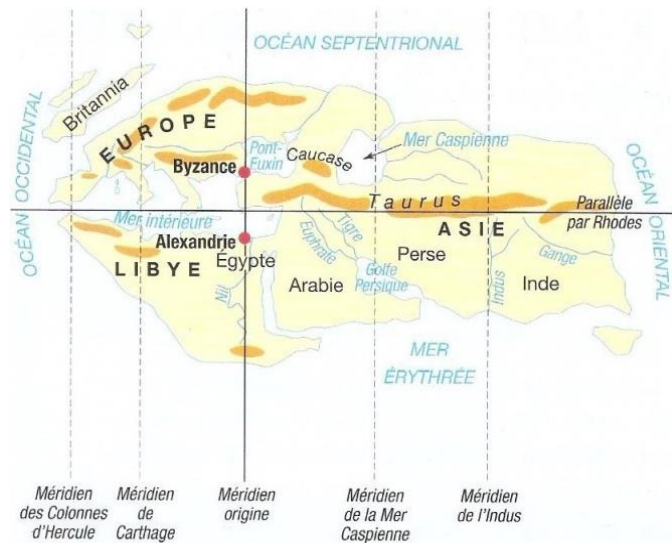 OCÉAN SEPTENTRIONAL
OCÉAN OCCIDENTAL
Britannia
EUROPE
Pont-
Euxin
Caucase
Mer Caspienne
OCÉAN ORIENTAL
Byzance
Taurus
Parallèle
par Rhodes
Mer intérieure
ASIE
Alexandrie
LIBYE
Égypte
Nil
Euphrate
Tigre
Arabie
Golfe
Persique
Perse
Indus
Gange
Inde
MER
ÉRYTHRÉE
Méridien
des Colonnes
d'Hercule
Méridien
de
Carthage
Méridien
origine
Méridien
de la Mer
Caspienne
Méridien
de l'Indus